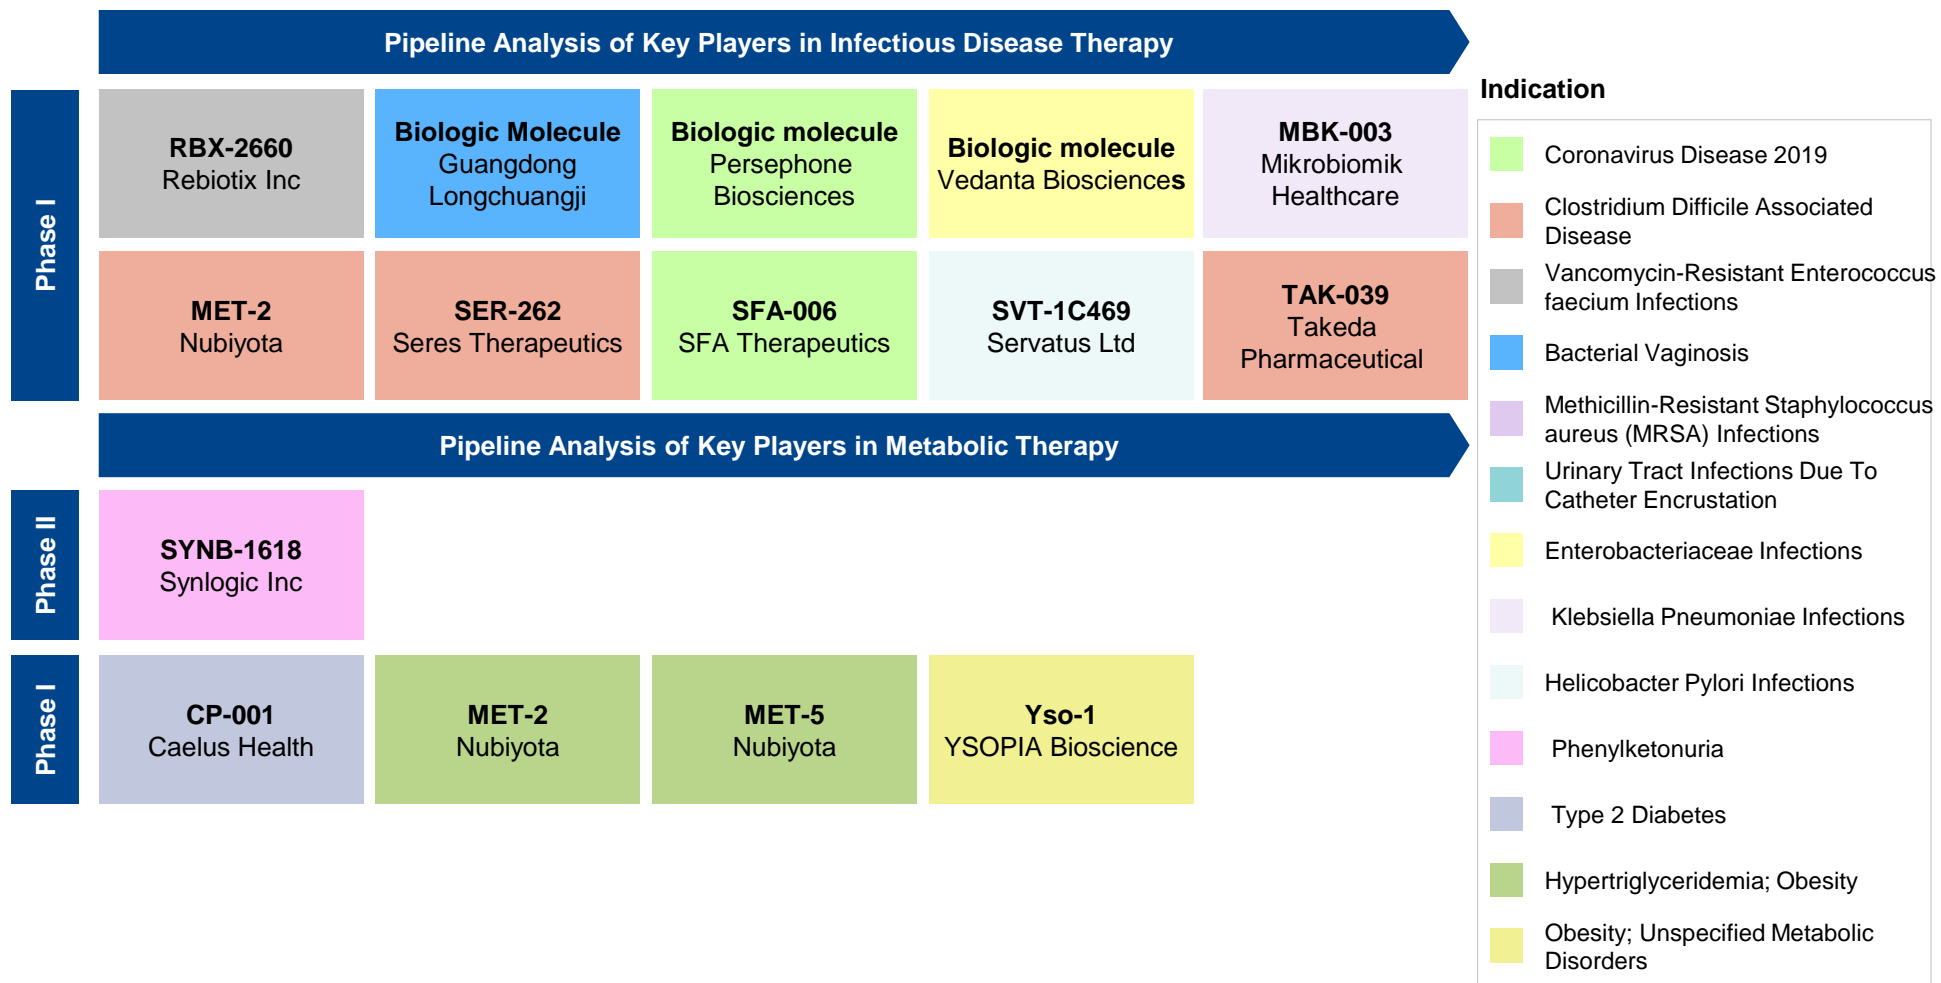 Pipeline Analysis of Key Players in Infectious Disease Therapy
Phase I
RBX-2660
Rebiotix Inc
Biologic Molecule
Guangdong
Longchuangji
Biologic molecule
Persephone
Biosciences
Biologic molecule
Vedanta Biosciences
MBK-003
Mikrobiomik
Healthcare
MET-2
Nubiyota
SER-262
Seres Therapeutics
SFA-006
SFA Therapeutics
SVT-1C469
Servatus Ltd
TAK-039
Takeda
Pharmaceutical
Pipeline Analysis of Key Players in Metabolic Therapy
Phase II
SYNB-1618
Synlogic Inc
Phase I
CP-001
Caelus Health
MET-2
Nubiyota
MET-5
Nubiyota
Yso-1
YSOPIA Bioscience
Indication
Coronavirus Disease 2019
Clostridium Difficile Associated
Disease
Vancomycin-Resistant Enterococcus
faecium Infections
Bacterial Vaginosis
Methicillin-Resistant Staphylococcus
aureus (MRSA) Infections
Urinary Tract Infections Due To
Catheter Encrustation
Enterobacteriaceae Infections
Klebsiella Pneumoniae Infections
Helicobacter Pylori Infections
Phenylketonuria
Type 2 Diabetes
Hypertriglyceridemia; Obesity
Obesity; Unspecified Metabolic
Disorders